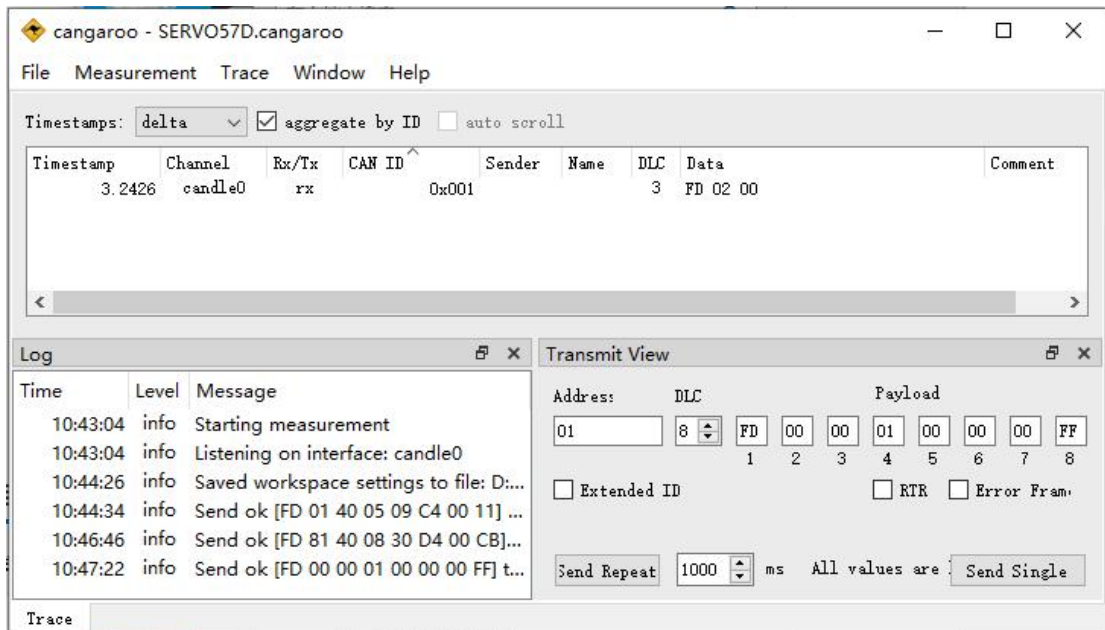 cangaroo - SERVO57D.cangaroo
File Measurement Trace Window Help
Timestamps: delta aggregate by ID auto scroll
Timestamp Channel Rx/Tx CAN ID Sender Name DLC Data Comment
3.2426 candle0 rx 0x001 3 FD 02 00
Log
Time Level Message
10:43:04 info Starting measurement
10:43:04 info Listening on interface: candle0
10:44:26 info Saved workspace settings to file: D:...
10:44:34 info Send ok [FD 01 40 05 09 C4 00 11] ...
10:46:46 info Send ok [FD 81 40 08 30 D4 00 CB]...
10:47:22 info Send ok [FD 00 00 01 00 00 00 FF] t...
Transmit View
Address DLC Payload
01 8 FD 00 00 01 00 00 00 FF
1 2 3 4 5 6 7 8
Extended ID RTR Error Fram
Send Repeat 1000 ms All values are Send Single
Trace